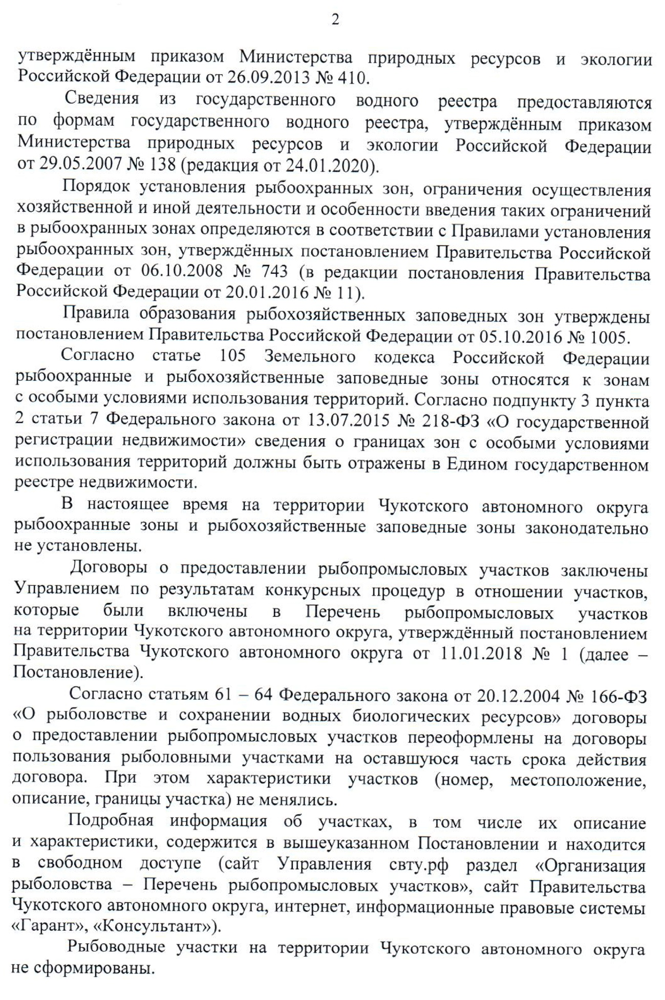 2
утверждённым приказом Министерства природных ресурсов и экологии
Российской Федерации от 26.09.2013 № 410.
Сведения из государственного водного реестра предоставляются
по формам государственного водного реестра, утверждённым приказом
Министерства природных ресурсов и экологии Российской Федерации
от 29.05.2007 № 138 (редакция от 24.01.2020).
Порядок установления рыбоохранных зон, ограничения осуществления
хозяйственной и иной деятельности и особенности введения таких ограничений
в рыбоохранных зонах определяются в соответствии с Правилами установления
рыбоохранных зон, утверждённых постановлением Правительства Российской
Федерации от 06.10.2008 № 743 (в редакции постановления Правительства
Российской Федерации от 20.01.2016 № 11).
Правила образования рыбохозяйственных заповедных зон утверждены
постановлением Правительства Российской Федерации от 05.10.2016 № 1005.
Согласно статье 105 Земельного кодекса Российской Федерации
рыбоохранные и рыбохозяйственные заповедные зоны относятся к зонам
с особыми условиями использования территорий. Согласно подпункту 3 пункта
2 статьи 7 Федерального закона от 13.07.2015 № 218-ФЗ «О государственной
регистрации недвижимости» сведения о границах зон с особыми условиями
использования территорий должны быть отражены в Едином государственном
реестре недвижимости.
В настоящее время на территории Чукотского автономного округа
рыбоохранные зоны и рыбохозяйственные заповедные зоны законодательно
не установлены.
Договоры о предоставлении рыбопромысловых участков заключены
Управлением по результатам конкурсных процедур в отношении участков,
которые были включены в Перечень рыбопромысловых участков
на территории Чукотского автономного округа, утверждённый постановлением
Правительства Чукотского автономного округа от 11.01.2018 № 1 (далее –
Постановление).
Согласно статьям 61 – 64 Федерального закона от 20.12.2004 № 166-ФЗ
«О рыболовстве и сохранении водных биологических ресурсов» договоры
о предоставлении рыбопромысловых участков переоформлены на договоры
пользования рыболовными участками на оставшуюся часть срока действия
договора. При этом характеристики участков (номер, местоположение,
описание, границы участка) не менялись.
Подробная информация об участках, в том числе их описание
и характеристики, содержится в вышеуказанном Постановлении и находится
в свободном доступе (сайт Управления свту.рф раздел «Организация
рыболовства – Перечень рыбопромысловых участков», сайт Правительства
Чукотского автономного округа, интернет, информационные правовые системы
«Гарант», «Консультант»).
Рыбоводные участки на территории Чукотского автономного округа
не сформированы.